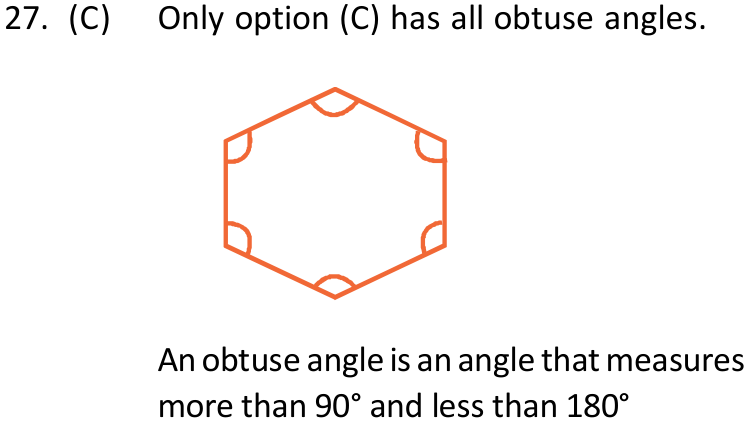 27. (C) Only option (C) has all obtuse angles.
An obtuse angle is an angle that measures
more than 90° and less than 180°